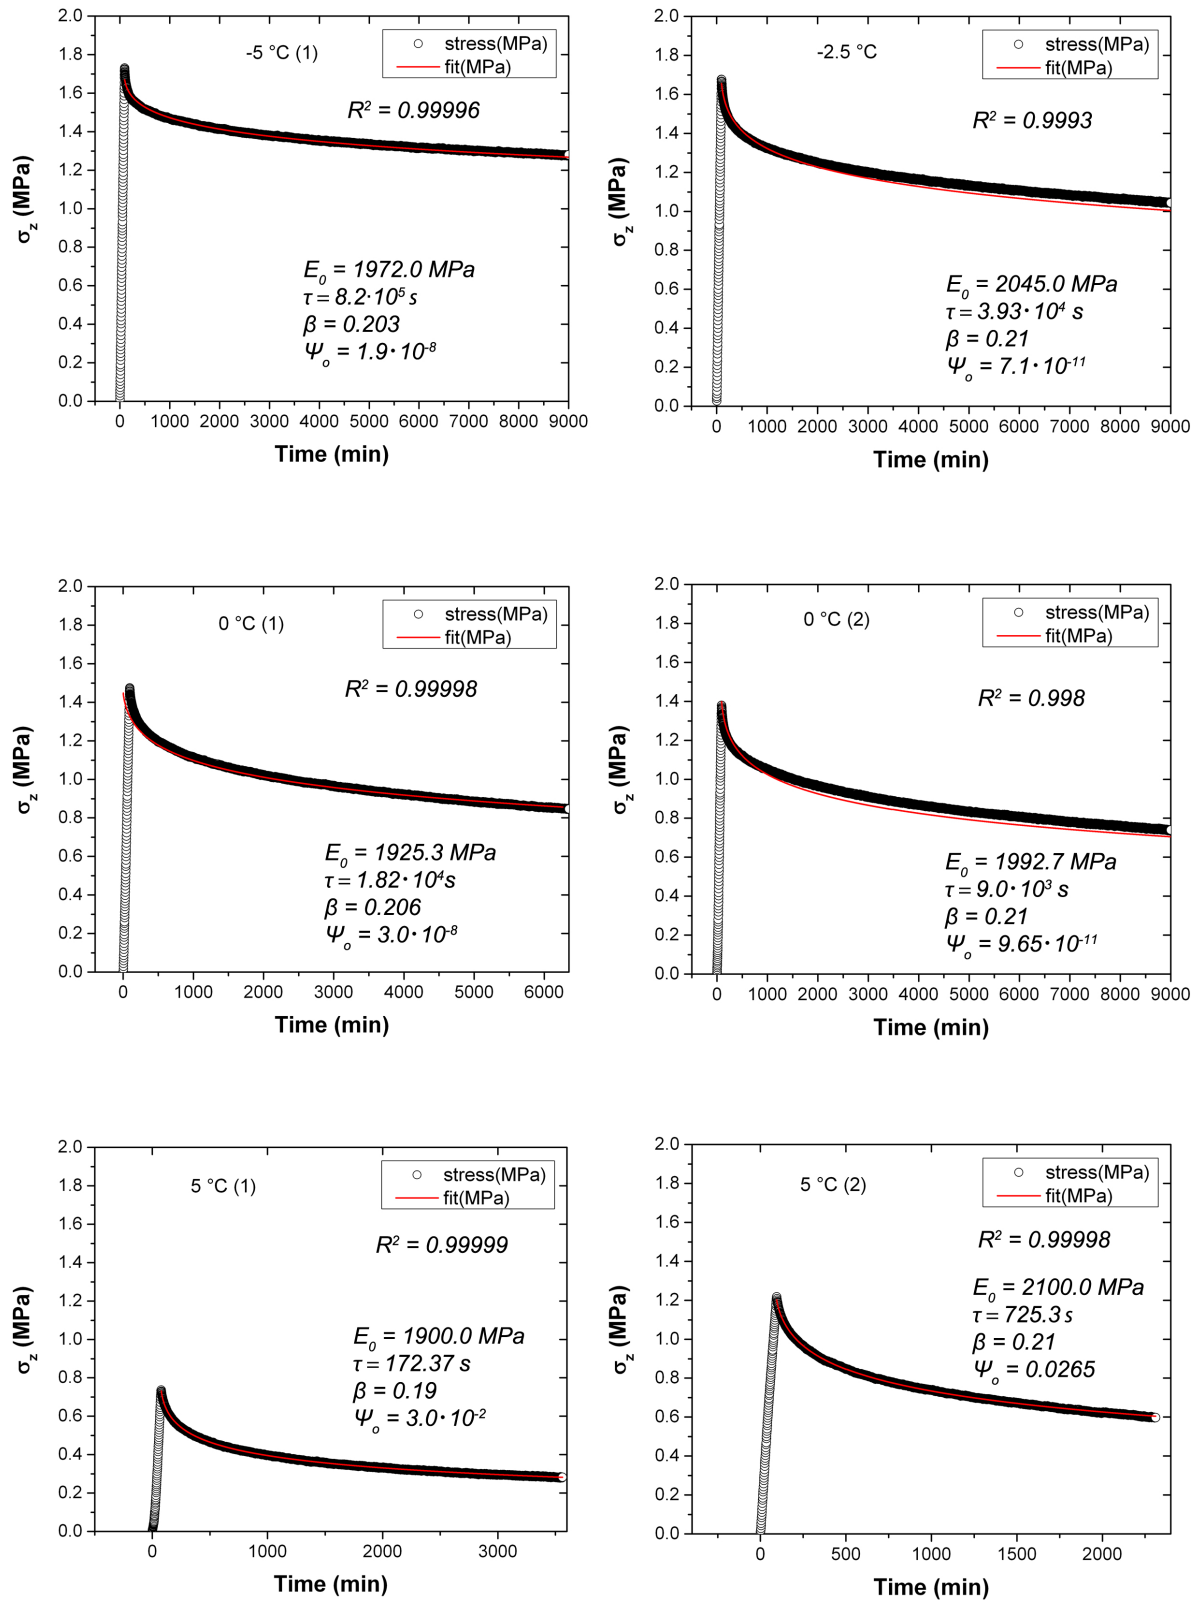 -5 °C (1)
stress(MPa)
fit(MPa)
R² = 0.99996
E₀ = 1972.0 MPa
τ = 8.2·10⁵ s
β = 0.203
Ψₒ = 1.9·10⁻⁸
σz (MPa)
2.0
1.8
1.6
1.4
1.2
1.0
0.8
0.6
0.4
0.2
0.0
0 1000 2000 3000 4000 5000 6000 7000 8000 9000
Time (min)
-2.5 °C
stress(MPa)
fit(MPa)
R² = 0.9993
E₀ = 2045.0 MPa
τ = 3.93·10⁴ s
β = 0.21
Ψₒ = 7.1·10⁻¹¹
σz (MPa)
2.0
1.8
1.6
1.4
1.2
1.0
0.8
0.6
0.4
0.2
0.0
0 1000 2000 3000 4000 5000 6000 7000 8000 9000
Time (min)
0 °C (1)
stress(MPa)
fit(MPa)
R² = 0.99998
E₀ = 1925.3 MPa
τ = 1.82·10⁴s
β = 0.206
Ψₒ = 3.0·10⁻⁸
σz (MPa)
2.0
1.8
1.6
1.4
1.2
1.0
0.8
0.6
0.4
0.2
0.0
0 1000 2000 3000 4000 5000 6000
Time (min)
0 °C (2)
stress(MPa)
fit(MPa)
R² = 0.998
E₀ = 1992.7 MPa
τ = 9.0·10³ s
β = 0.21
Ψₒ = 9.65·10⁻¹¹
σz (MPa)
2.0
1.8
1.6
1.4
1.2
1.0
0.8
0.6
0.4
0.2
0.0
0 1000 2000 3000 4000 5000 6000 7000 8000 9000
Time (min)
5 °C (1)
stress(MPa)
fit(MPa)
R² = 0.99999
E₀ = 1900.0 MPa
τ = 172.37 s
β = 0.19
Ψₒ = 3.0·10⁻²
σz (MPa)
2.0
1.8
1.6
1.4
1.2
1.0
0.8
0.6
0.4
0.2
0.0
0 1000 2000 3000
Time (min)
5 °C (2)
stress(MPa)
fit(MPa)
R² = 0.99998
E₀ = 2100.0 MPa
τ = 725.3 s
β = 0.21
Ψₒ = 0.0265
σz (MPa)
2.0
1.8
1.6
1.4
1.2
1.0
0.8
0.6
0.4
0.2
0.0
0 500 1000 1500 2000
Time (min)